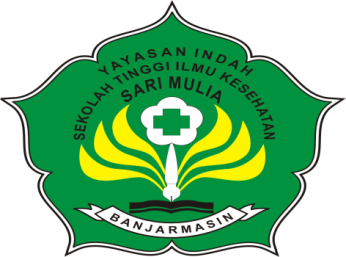 YAYASAN INDAH
SEKOLAH TINGGI ILMU KESEHATAN
SARI MULIA
BANJARMASIN